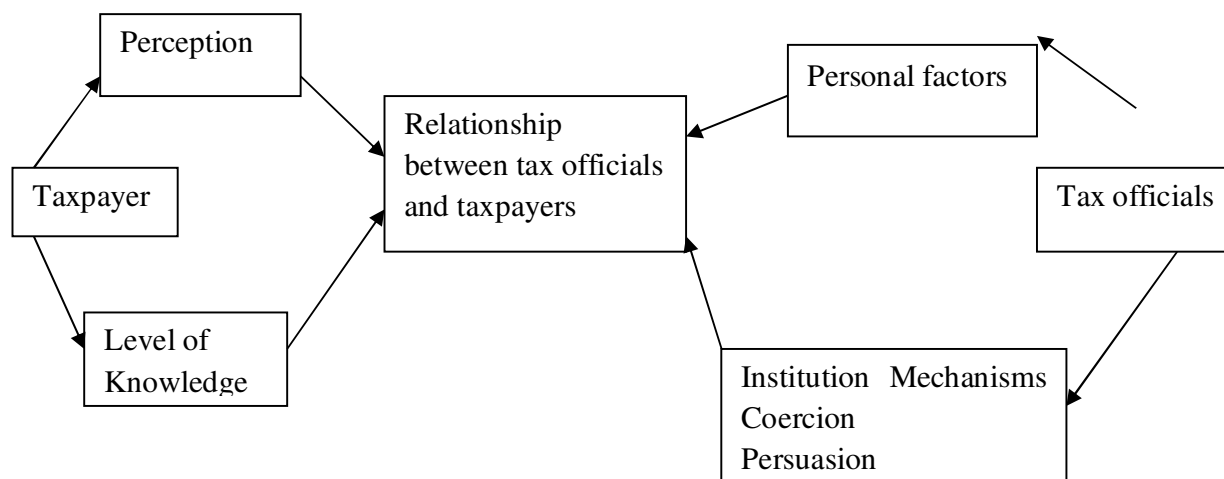 Perception
Personal factors
Relationship
between tax officials
and taxpayers
Taxpayer
Tax officials
Level of
Knowledge
Institution Mechanisms
Coercion
Persuasion